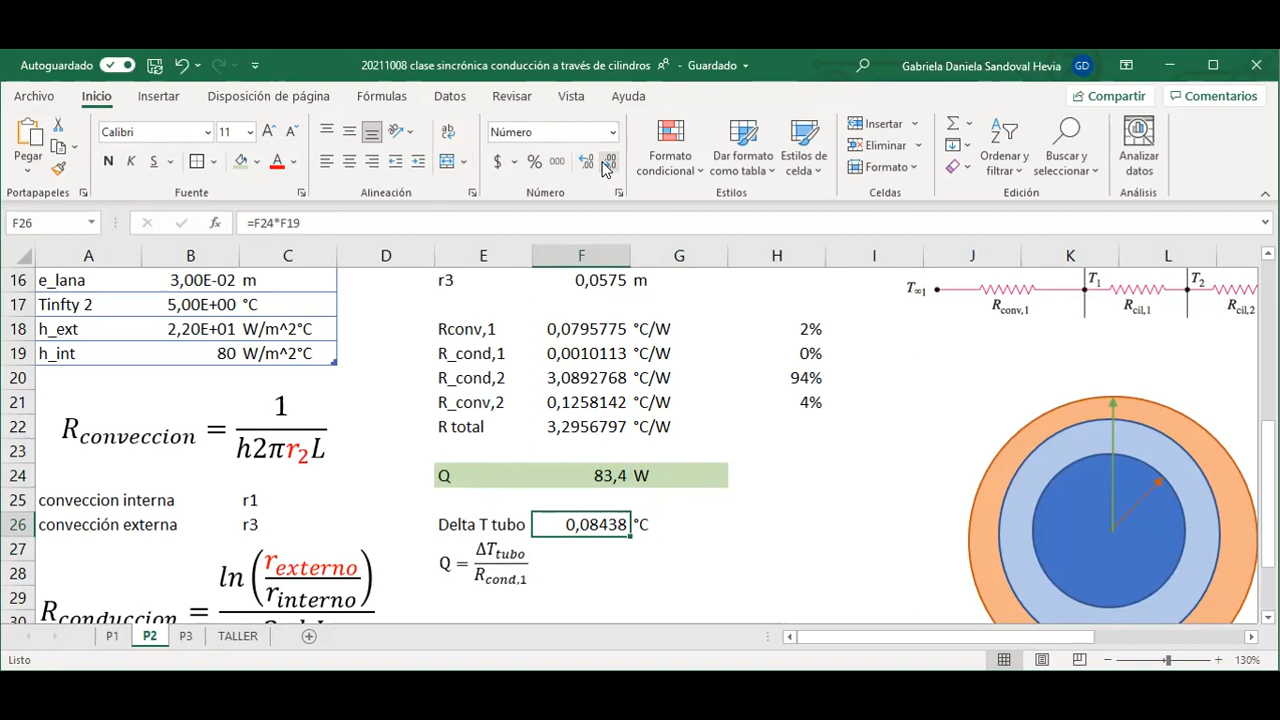 Autoguardado
20211008 clase sincrónica conducción a través de cilindros - Guardado
Gabriela Daniela Sandoval Hevia GD
Archivo Inicio Insertar Disposición de página Fórmulas Datos Revisar Vista Ayuda Compartir Comentarios
Pegar
Calibri 11
N K S
Número
$ % 000
Formato condicional
Dar formato como tabla
Estilos de celda
Insertar
Eliminar
Formato
Ordenar y filtrar
Buscar y seleccionar
Analizar datos
Portapapeles Fuente Alineación Número Estilos Celdas Edición Análisis
F26 fx =F24*F19
A B C D E F G H I J K L
16 e_lana 3,00E-02 m r3 0,0575 m
17 Tinfty 2 5,00E+00 °C
18 h_ext 2,20E+01 W/m^2°C Rconv,1 0,0795775 °C/W 2%
19 h_int 80 W/m^2°C R_cond,1 0,0010113 °C/W 0%
20 R_cond,2 3,0892768 °C/W 94%
21 R_conv,2 0,1258142 °C/W 4%
22 R total 3,2956797 °C/W
23
24 Q 83,4 W
25 conveccion interna r1
26 convección externa r3 Delta T tubo 0,08438 °C
27
28
29
30
R_conveccion = 1 / h2πr₂L
Q = ΔT_tubo / R_cond,1
R_conduccion = ln (r_externo / r_interno)
T∞1 T1 T2
Rconv,1 Rcil,1 Rcil,2
P1 P2 P3 TALLER
Listo 130%